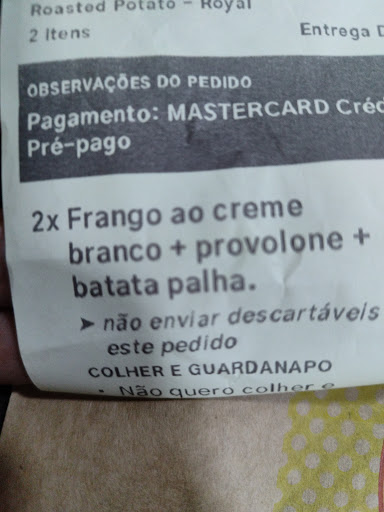 Roasted Potato - Royal
2 Itens
Entrega
OBSERVAÇÕES DO PEDIDO
Pagamento: MASTERCARD Créd
Pré-pago
2x Frango ao creme
branco + provolone +
batata palha.
➤ não enviar descartáveis
este pedido
COLHER E GUARDANAPO
• Não quero colher e